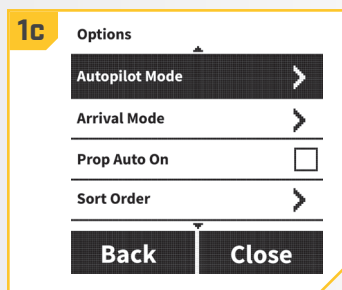 1c
Options
Autopilot Mode
Arrival Mode
Prop Auto On
Sort Order
Back Close